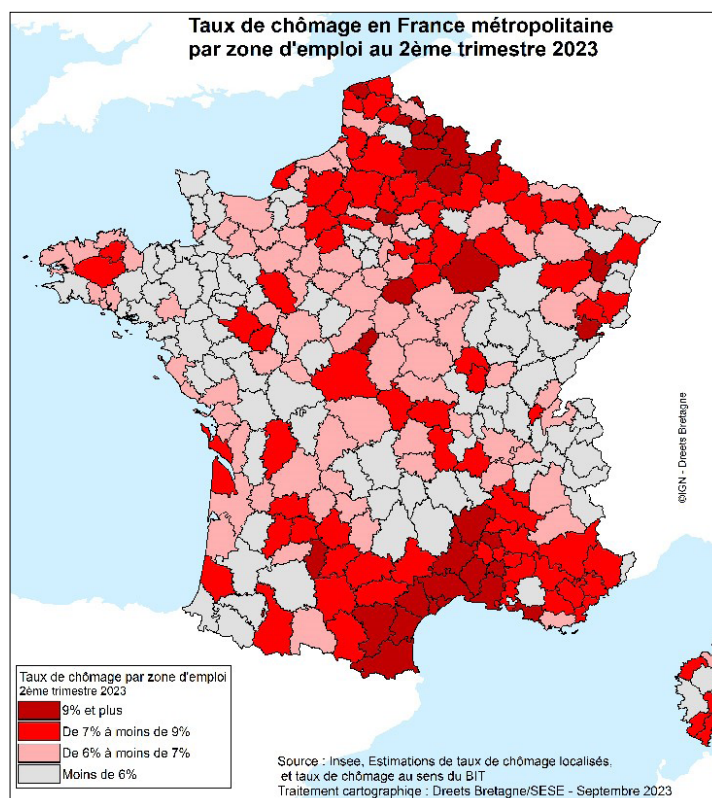 Taux de chômage en France métropolitaine
par zone d'emploi au 2ème trimestre 2023
©IGN - Dreets Bretagne
Taux de chômage par zone d'emploi
2ème trimestre 2023
9% et plus
De 7% à moins de 9%
De 6% à moins de 7%
Moins de 6%
Source : Insee, Estimations de taux de chômage localisés,
et taux de chômage au sens du BIT
Traitement cartographiqe : Dreets Bretagne/SESE - Septembre 2023